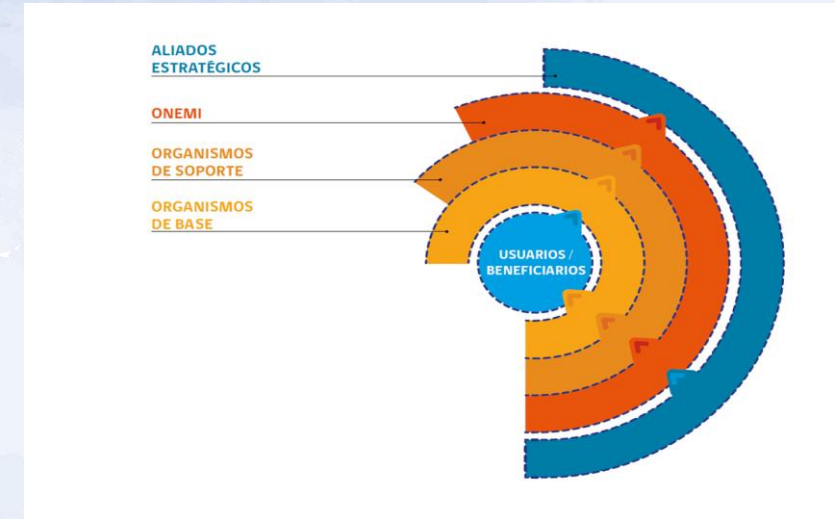 ALIADOS
ESTRATÉGICOS
ONEMI
ORGANISMOS
DE SOPORTE
ORGANISMOS
DE BASE
USUARIOS /
BENEFICIARIOS